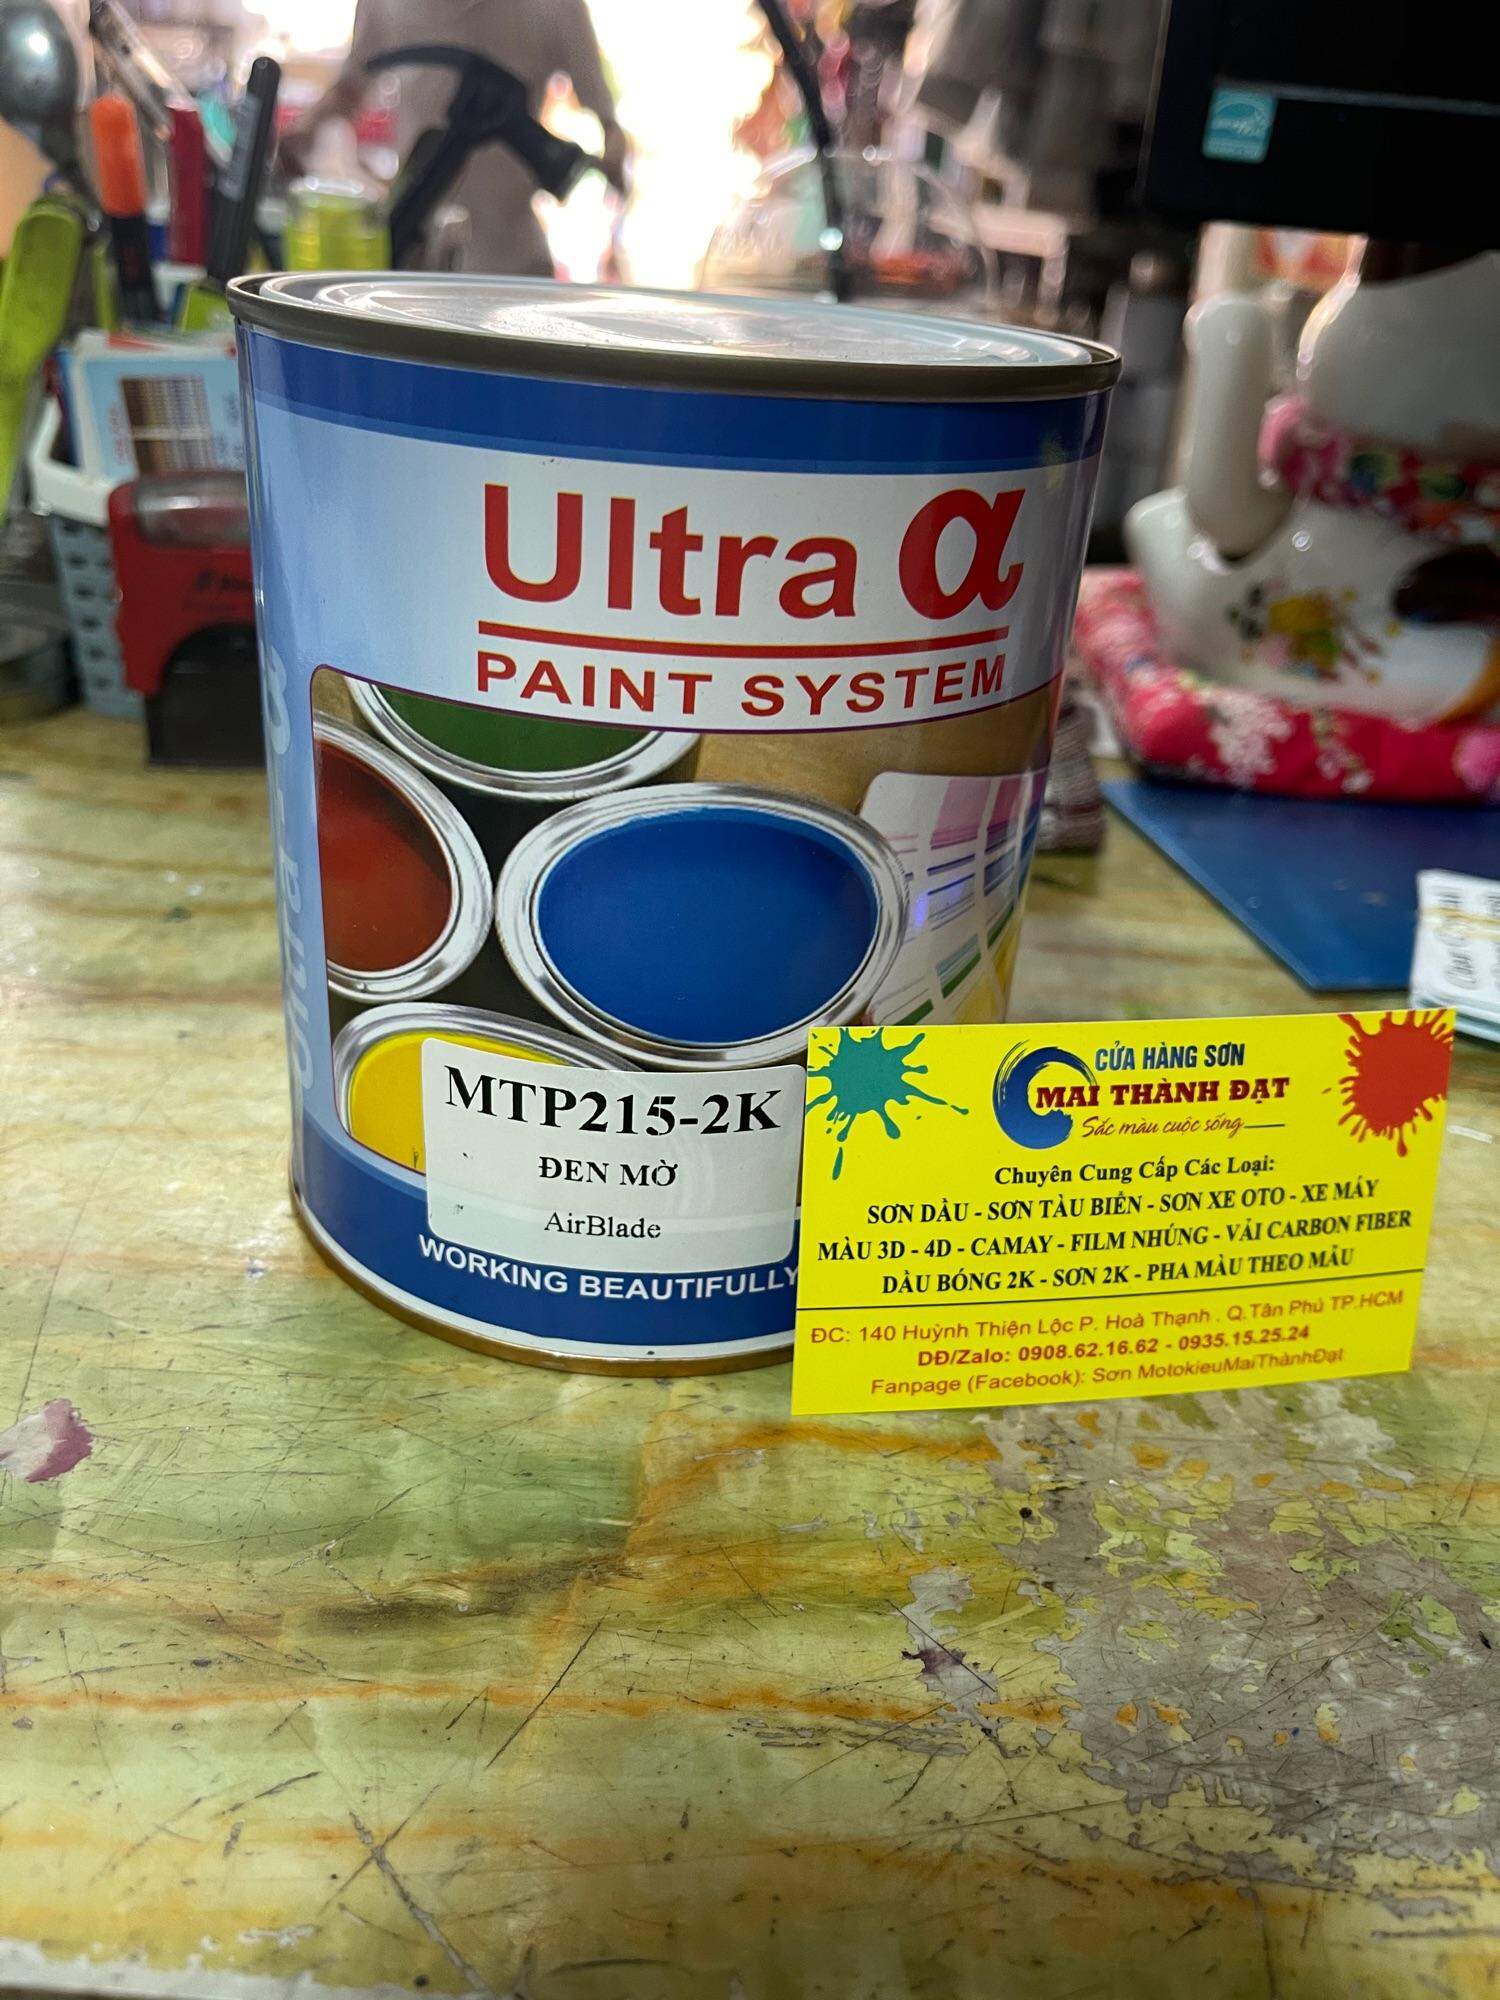 Ultra α
PAINT SYSTEM
MTP215-2K
ĐEN MỜ
AirBlade
WORKING BEAUTIFULLY
CỬA HÀNG SƠN
MAI THÀNH ĐẠT
Sắc màu cuộc sống
Chuyên Cung Cấp Các Loại:
SƠN DẦU - SƠN TÀU BIỂN - SƠN XE OTO - XE MÁY
MÀU 3D - 4D - CAMAY - FILM NHÚNG - VẢI CARBON FIBER
DẦU BÓNG 2K - SƠN 2K - PHA MÀU THEO MẪU
ĐC: 140 Huỳnh Thiện Lộc P. Hoà Thạnh . Q.Tân Phú TP.HCM
DĐ/Zalo: 0908.62.16.62 - 0935.15.25.24
Fanpage (Facebook): Sơn MotokieuMaiThànhĐạt